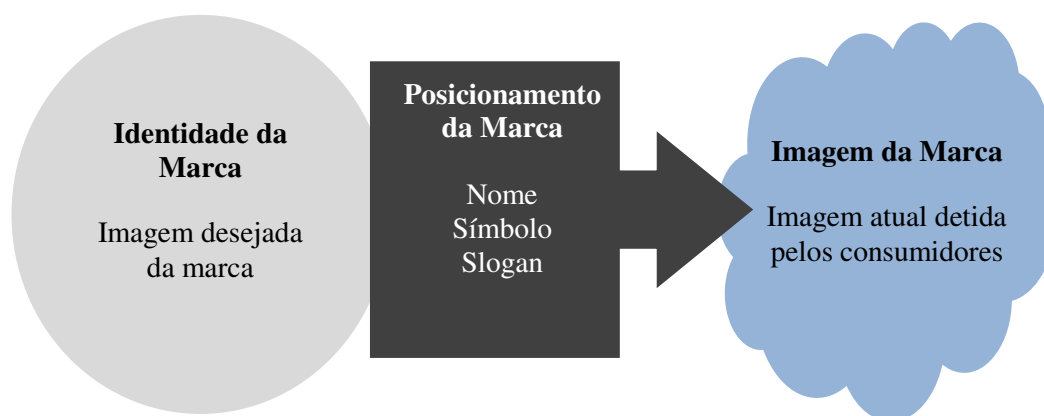 Identidade da
Marca
Imagem desejada
da marca
Posicionamento
da Marca
Nome
Símbolo
Slogan
Imagem da Marca
Imagem atual detida
pelos consumidores